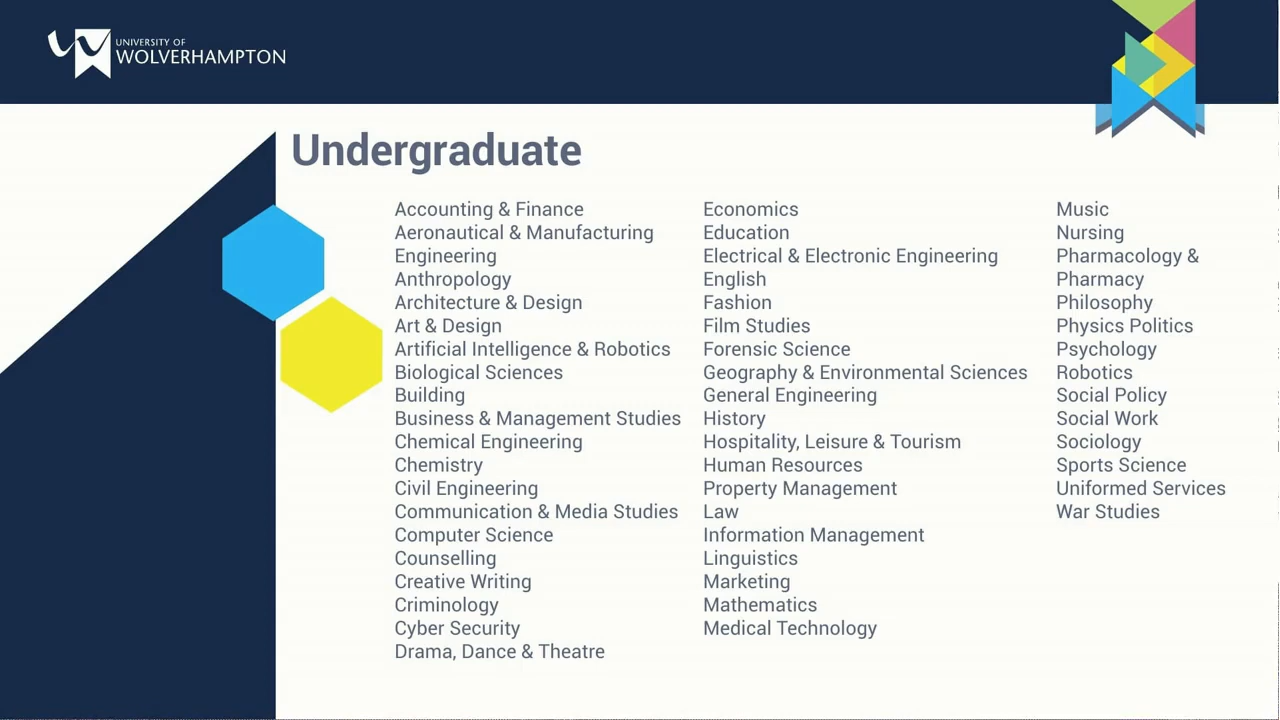 UNIVERSITY OF
WOLVERHAMPTON
Undergraduate
Accounting & Finance
Aeronautical & Manufacturing
Engineering
Anthropology
Architecture & Design
Art & Design
Artificial Intelligence & Robotics
Biological Sciences
Building
Business & Management Studies
Chemical Engineering
Chemistry
Civil Engineering
Communication & Media Studies
Computer Science
Counselling
Creative Writing
Criminology
Cyber Security
Drama, Dance & Theatre
Economics
Education
Electrical & Electronic Engineering
English
Fashion
Film Studies
Forensic Science
Geography & Environmental Sciences
General Engineering
History
Hospitality, Leisure & Tourism
Human Resources
Property Management
Law
Information Management
Linguistics
Marketing
Mathematics
Medical Technology
Music
Nursing
Pharmacology &
Pharmacy
Philosophy
Physics Politics
Psychology
Robotics
Social Policy
Social Work
Sociology
Sports Science
Uniformed Services
War Studies